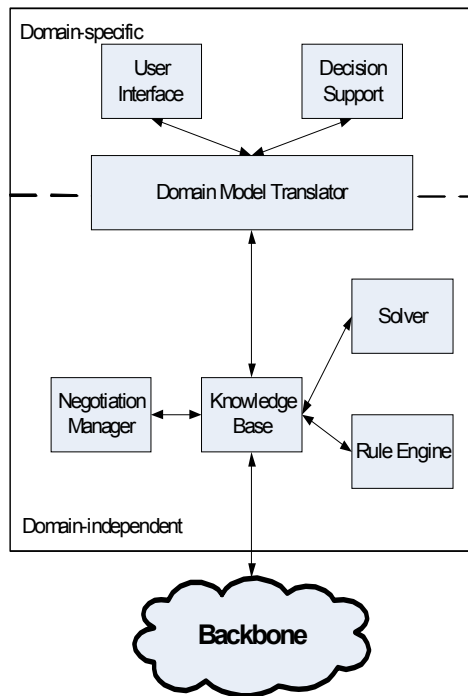 Domain-specific
User
Interface
Decision
Support
Domain Model Translator
Solver
Negotiation
Manager
Knowledge
Base
Rule Engine
Domain-independent
Backbone